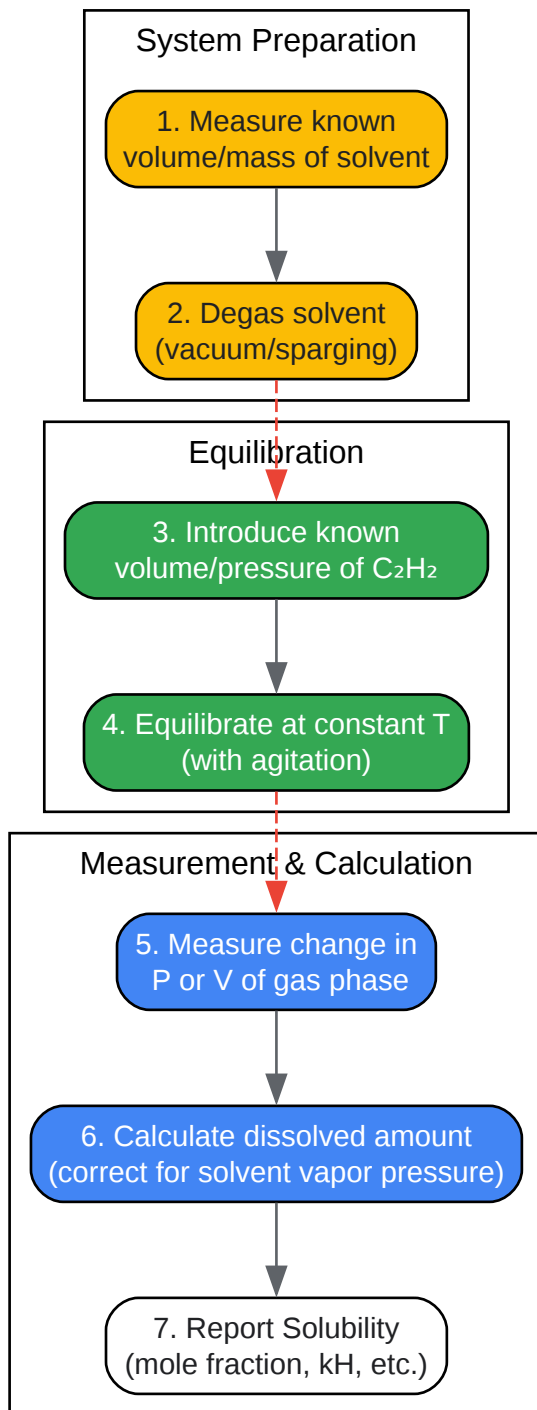 System Preparation
1. Measure known
volume/mass of solvent
2. Degas solvent
(vacuum/sparging)
Equilibration
3. Introduce known
volume/pressure of C₂H₂
4. Equilibrate at constant T
(with agitation)
Measurement & Calculation
5. Measure change in
P or V of gas phase
6. Calculate dissolved amount
(correct for solvent vapor pressure)
7. Report Solubility
(mole fraction, kH, etc.)